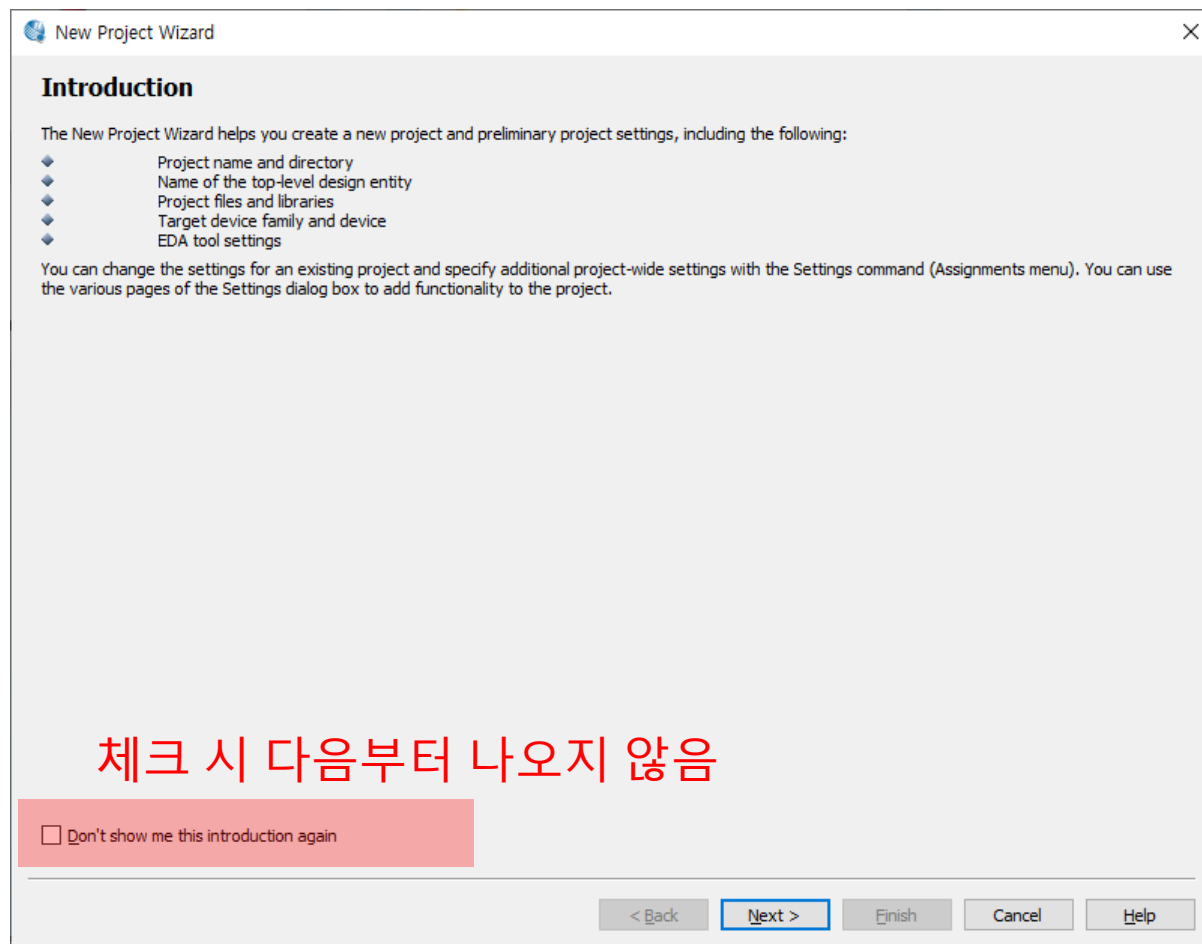 New Project Wizard
Introduction
The New Project Wizard helps you create a new project and preliminary project settings, including the following:
Project name and directory
Name of the top-level design entity
Project files and libraries
Target device family and device
EDA tool settings
You can change the settings for an existing project and specify additional project-wide settings with the Settings command (Assignments menu). You can use
the various pages of the Settings dialog box to add functionality to the project.
체크 시 다음부터 나오지 않음
Don't show me this introduction again
< Back Next > Finish Cancel Help